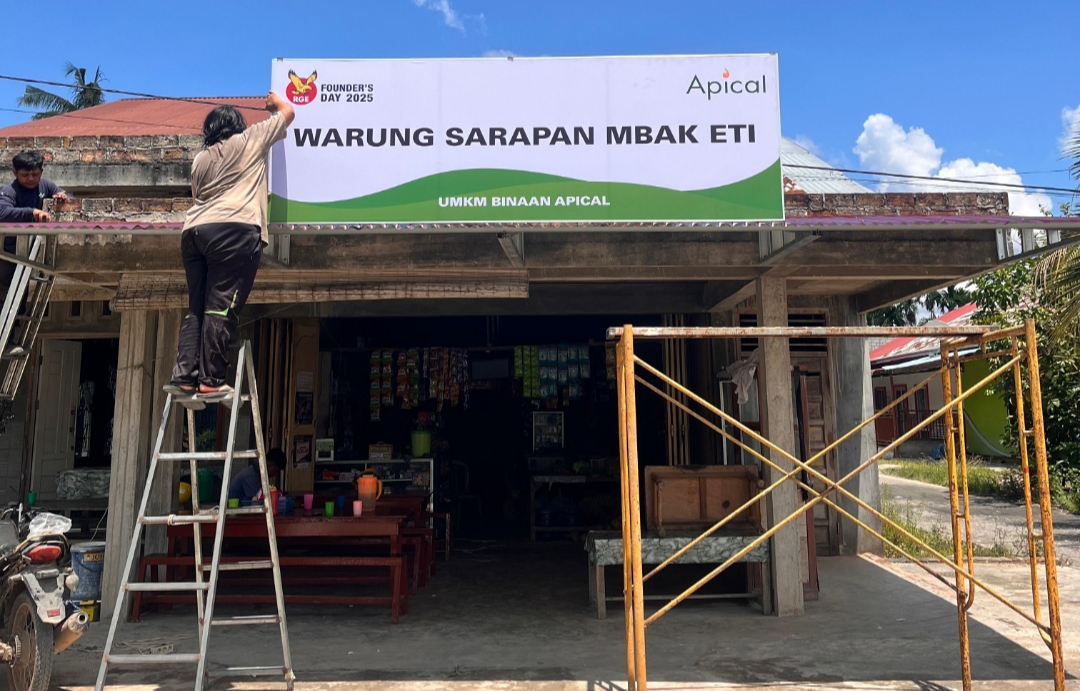 RGE
FOUNDER'S
DAY 2025
Apical
WARUNG SARAPAN MBAK ETI
UMKM BINAAN APICAL